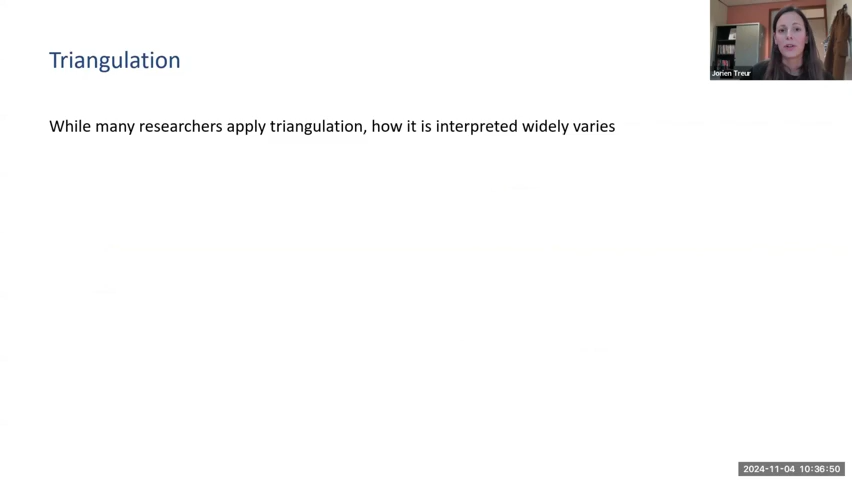 Triangulation
Jorien Treur
While many researchers apply triangulation, how it is interpreted widely varies
2024-11-04 10:36:50